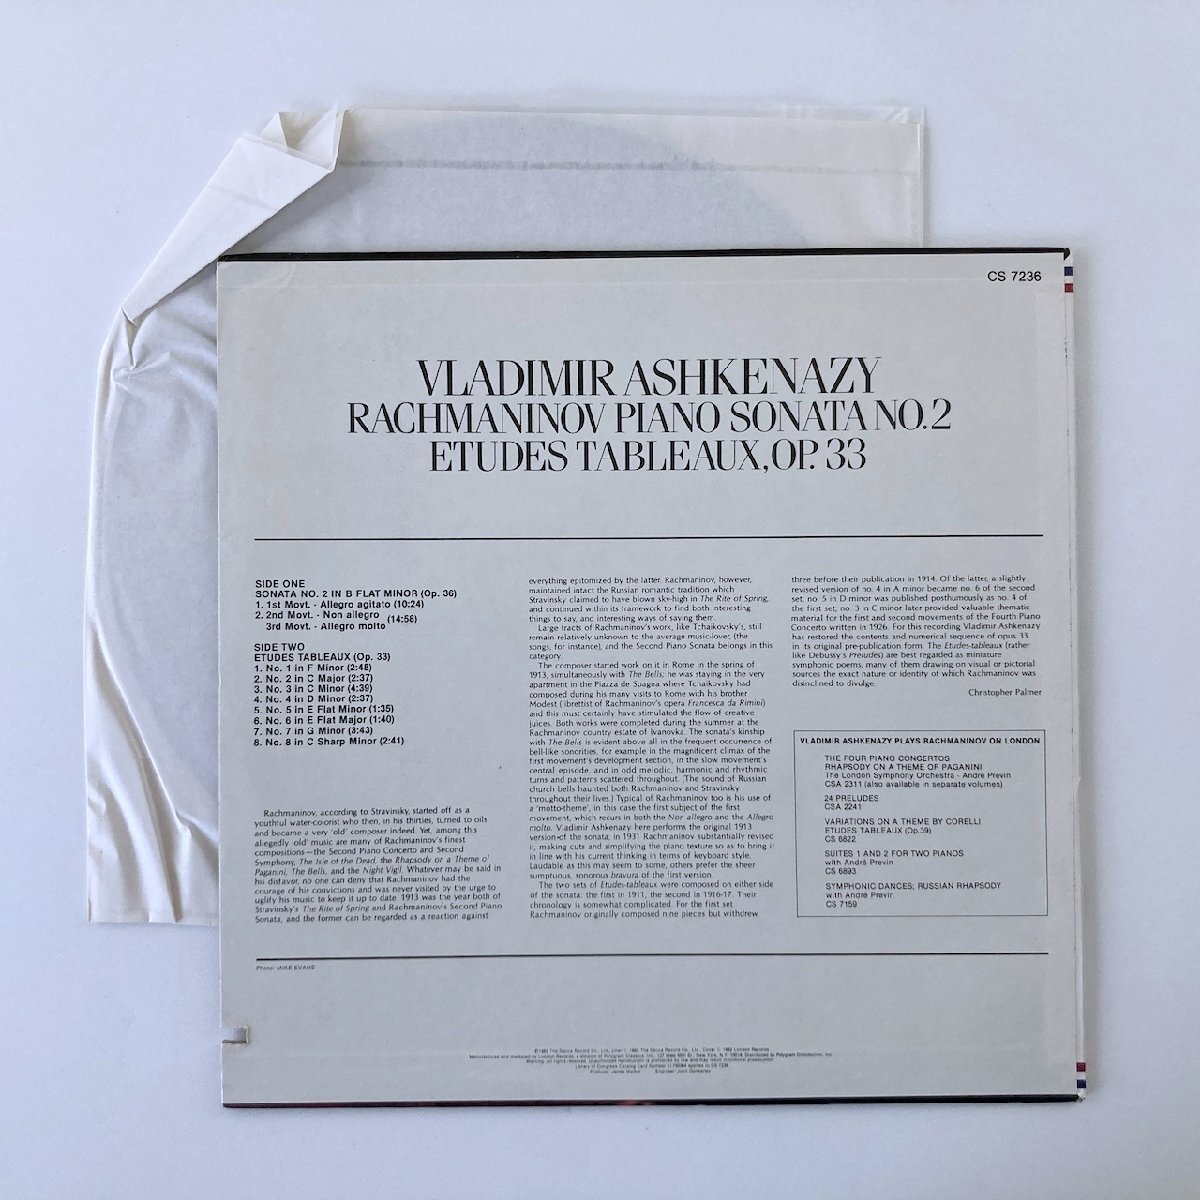 CS 7236
VLADIMIR ASHKENAZY
RACHMANINOV PIANO SONATA NO. 2
ETUDES TABLEAUX, OP. 33
SIDE ONE
SONATA NO. 2 IN B FLAT MINOR (Op. 36)
1. 1st Movt. - Allegro agitato (10:24)
2. 2nd Movt. - Non allegro
3rd Movt. - Allegro molto (14:58)
SIDE TWO
ETUDES TABLEAUX (Op. 33)
1. No. 1 in F Minor (2:48)
2. No. 2 in C Major (2:37)
3. No. 3 in C Minor (4:39)
4. No. 4 in D Minor (2:37)
5. No. 5 in E Flat Minor (1:35)
6. No. 6 in E Flat Major (1:40)
7. No. 7 in G Minor (3:43)
8. No. 8 in C Sharp Minor (2:41)
Rachmaninov, according to Stravinsky, started off as a
youthful water-colorist who then, in his thirties, turned to oils
and became a very 'old' composer indeed. Yet, among this
allegedly 'old' music are many of Rachmaninov's finest
compositions—the Second Piano Concerto and Second
Symphony, The Isle of the Dead, the Rhapsody on a Theme of
Paganini, The Bells, and the Night Vigil. Whatever may be said in
his disfavor, no one can deny that Rachmaninov had the
courage of his convictions and was never visited by the urge to
uglify his music to keep it up to date. 1913 was the year both of
Stravinsky's The Rite of Spring and Rachmaninov's Second Piano
Sonata, and the former can be regarded as a reaction against
everything epitomized by the latter. Rachmaninov, however,
maintained intact the Russian romantic tradition which
Stravinsky claimed to have blown sky-high in The Rite of Spring,
and continued within its framework to find both interesting
things to say, and interesting ways of saying them.
Large tracts of Rachmaninov's work, like Tchaikovsky's, still
remain relatively unknown to the average music-lover, (the
songs, for instance), and the Second Piano Sonata belongs in this
category.
The composer started work on it in Rome in the spring of
1913, simultaneously with The Bells; he was staying in the very
apartment in the Piazza de Spagna where Tchaikovsky had
composed during his many visits to Rome with his brother
Modest (librettist of Rachmaninov's opera Francesca da Rimini)
and this must certainly have stimulated the flow of creative
juices. Both works were completed during the summer at the
Rachmaninov country estate of Ivanovka. The sonata's kinship
with The Bells is evident above all in the frequent occurrence of
bell-like sonorities, for example in the magnificent climax of the
first movement's development section, in the slow movement's
central episode, and in odd melodic, harmonic and rhythmic
turns and patterns scattered throughout. (The sound of Russian
church bells haunted both Rachmaninov and Stravinsky
throughout their lives.) Typical of Rachmaninov too is his use of
a 'motto-theme', in this case the first subject of the first
movement, which recurs in both the Non allegro and the Allegro
molto. Vladimir Ashkenazy here performs the original 1913
version of the sonata; in 1931 Rachmaninov substantially revised
it, making cuts and simplifying the piano texture so as to bring it
in line with his current thinking in terms of keyboard style.
Laudable as this may seem to some, others prefer the sheer
sumptuous, sonorous bravura of the first version.
The two sets of Etudes-tableaux were composed on either side
of the sonata: the first in 1911, the second in 1916-17. Their
chronology is somewhat complicated. For the first set
Rachmaninov originally composed nine pieces but withdrew
three before their publication in 1914. Of the latter, a slightly
revised version of no. 4 in A minor became no. 6 of the second
set, no. 5 in D minor was published posthumously as no. 4 of
the first set, no. 3 in C minor later provided valuable thematic
material for the first and second movements of the Fourth Piano
Concerto written in 1926. For this recording Vladimir Ashkenazy
has restored the contents and numerical sequence of opus 33
in its original pre-publication form. The Etudes-tableaux (rather
like Debussy's Preludes) are best regarded as miniature
symphonic poems, many of them drawing on visual or pictorial
sources the exact nature or identity of which Rachmaninov was
disinclined to divulge.
Christopher Palmer
VLADIMIR ASHKENAZY PLAYS RACHMANINOV ON LONDON
THE FOUR PIANO CONCERTOS
RHAPSODY ON A THEME OF PAGANINI
The London Symphony Orchestra - André Previn
CSA 2311 (also available in separate volumes)
24 PRELUDES
CSA 2241
VARIATIONS ON A THEME BY CORELLI
ETUDES TABLEAUX (Op.39)
CS 6822
SUITES 1 AND 2 FOR TWO PIANOS
with André Previn
CS 6893
SYMPHONIC DANCES; RUSSIAN RHAPSODY
with André Previn
CS 7159
Photo: MIKE EVANS